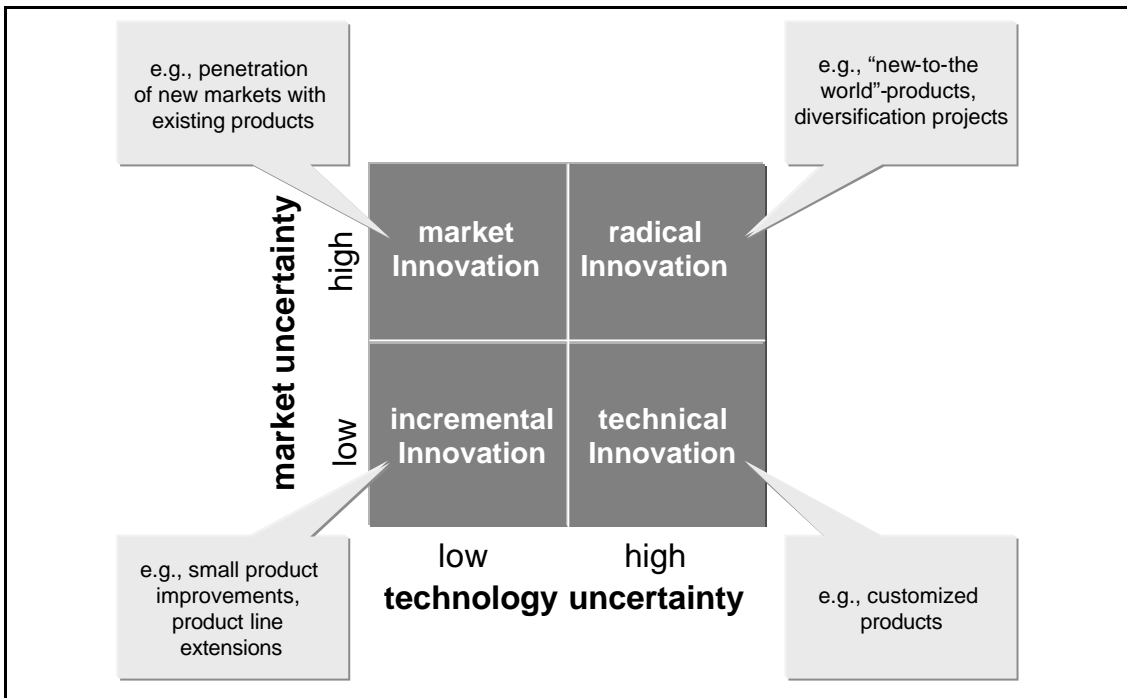 e.g., penetration
of new markets with
existing products
e.g., “new-to-the
world”-products,
diversification projects
market uncertainty
high
low
market
Innovation
radical
Innovation
incremental
Innovation
technical
Innovation
low
high
technology uncertainty
e.g., small product
improvements,
product line
extensions
e.g., customized
products